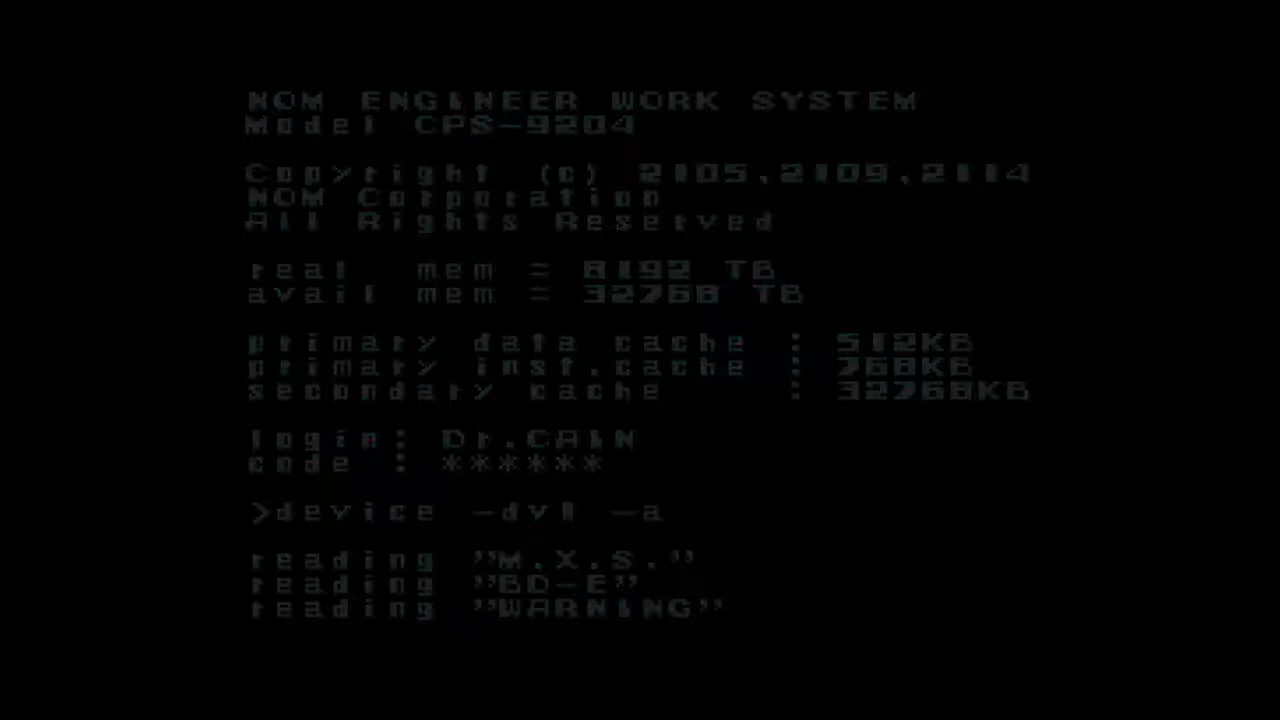 NOM ENGINEER WORK SYSTEM
Model CPS-9204
Copyright (c) 2105,2109,2114
NOM Corporation
All Rights Reserved
real mem = 8192 TB
avail mem = 32768 TB
primary data cache : 512KB
primary inst.cache : 768KB
secondary cache : 32768KB
login: Dr.CAIN
code : ******
>device -dvl -a
reading "M.X.S."
reading "BD-E"
reading "WARNING"